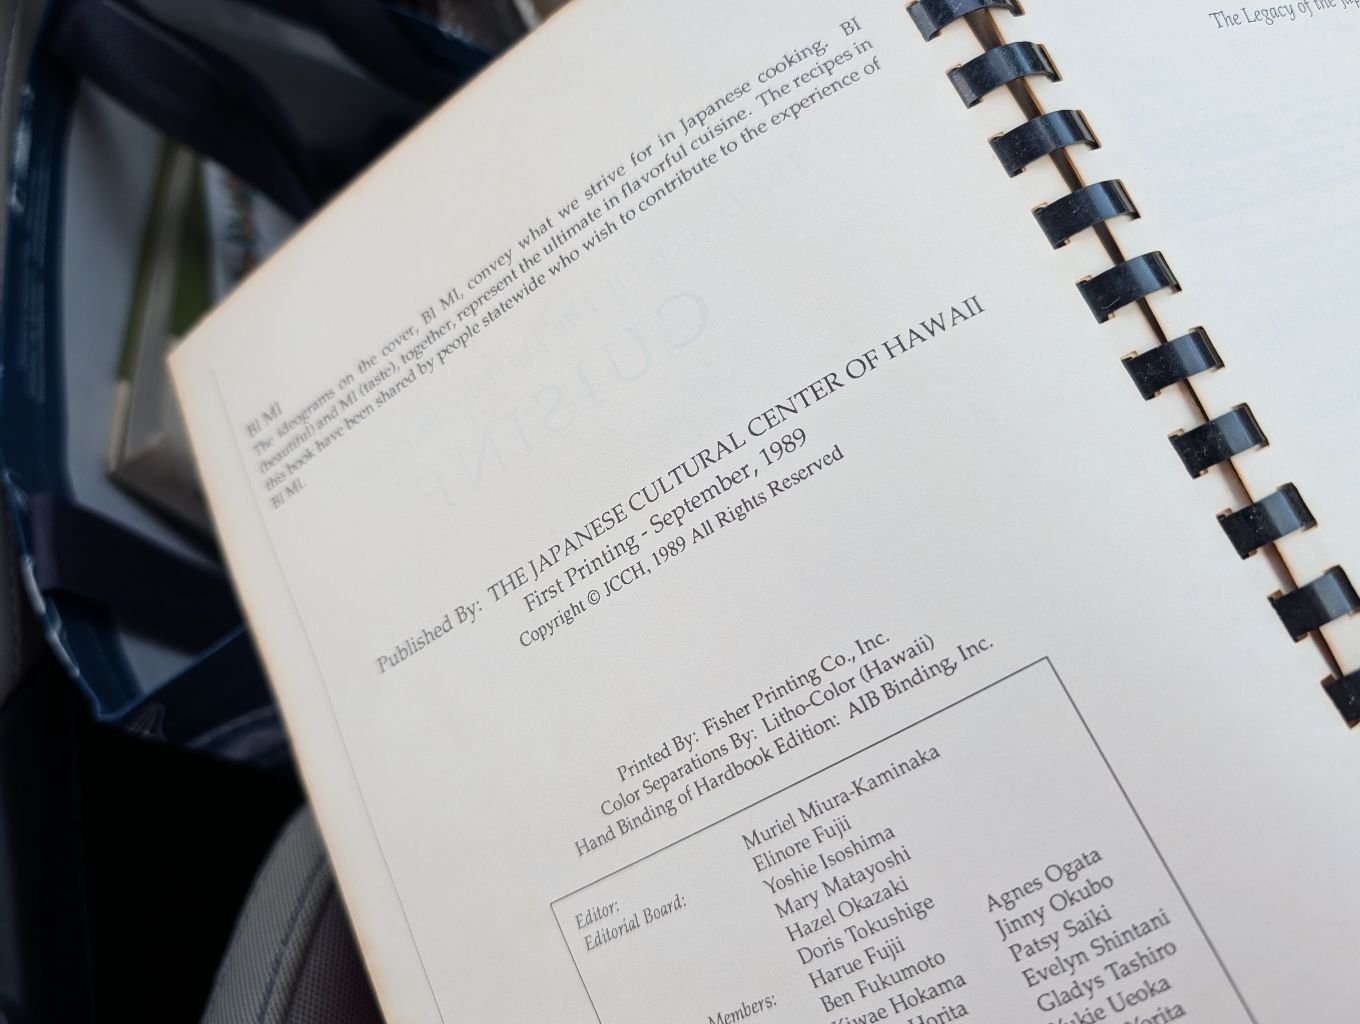 The Legacy of the
BI MI
The ideograms on the cover, BI MI, convey what we strive for in Japanese cooking. BI
(beautiful) and MI (taste), together, represent the ultimate in flavorful cuisine. The recipes in
this book have been shared by people statewide who wish to contribute to the experience of
BI MI.
Published By: THE JAPANESE CULTURAL CENTER OF HAWAII
First Printing - September, 1989
Copyright © JCCH, 1989 All Rights Reserved
Printed By: Fisher Printing Co., Inc.
Color Separations By: Litho-Color (Hawaii)
Hand Binding of Hardbook Edition: AIB Binding, Inc.
Editor: Muriel Miura-Kaminaka
Editorial Board: Elinore Fujii
Yoshie Isoshima
Mary Matayoshi
Hazel Okazaki
Doris Tokushige
Harue Fujii
Members: Ben Fukumoto
Kiwae Hokama
Agnes Ogata
Jinny Okubo
Patsy Saiki
Evelyn Shintani
Gladys Tashiro
Ueoka